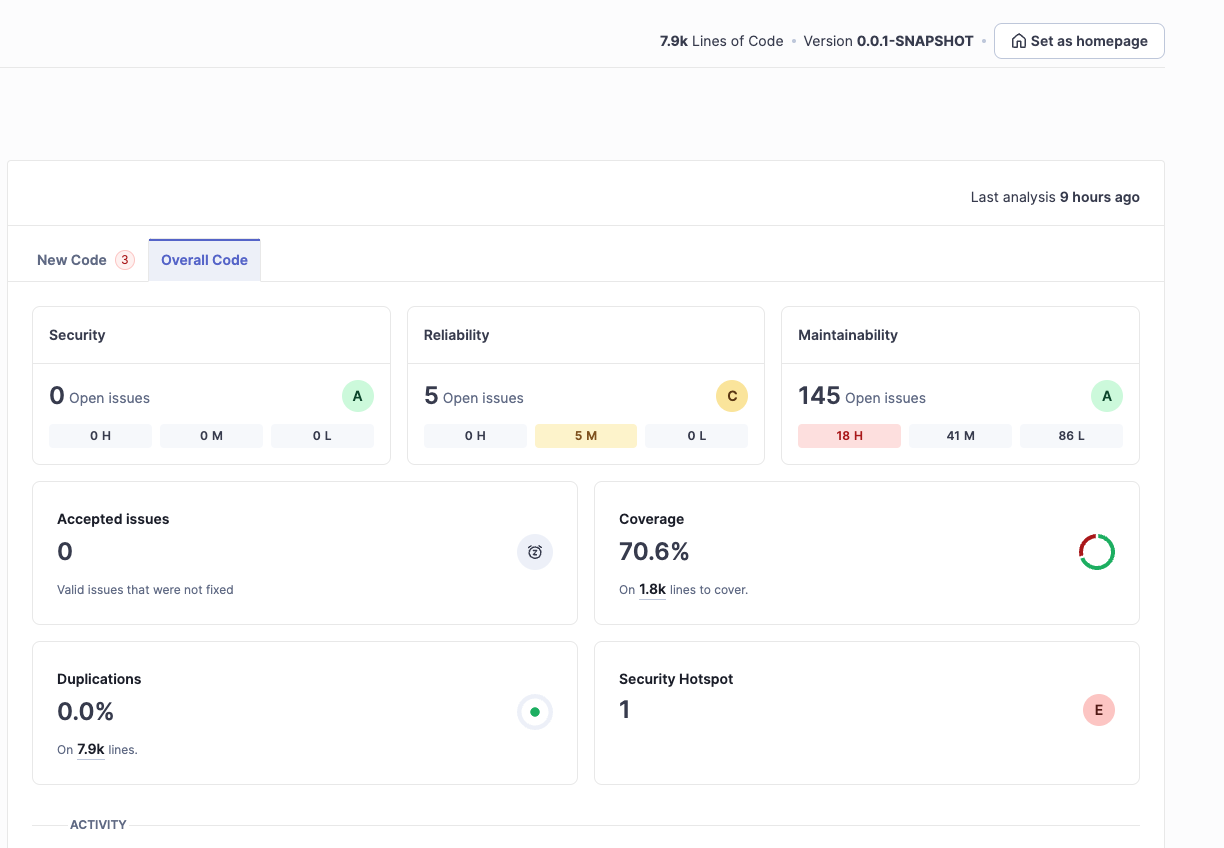 7.9k Lines of Code • Version 0.0.1-SNAPSHOT • Set as homepage
Last analysis 9 hours ago
New Code 3 Overall Code
Security
0 Open issues A
0 H 0 M 0 L
Reliability
5 Open issues C
0 H 5 M 0 L
Maintainability
145 Open issues A
18 H 41 M 86 L
Accepted issues
0
Valid issues that were not fixed
Coverage
70.6%
On 1.8k lines to cover.
Duplications
0.0%
On 7.9k lines.
Security Hotspot
1 E
ACTIVITY